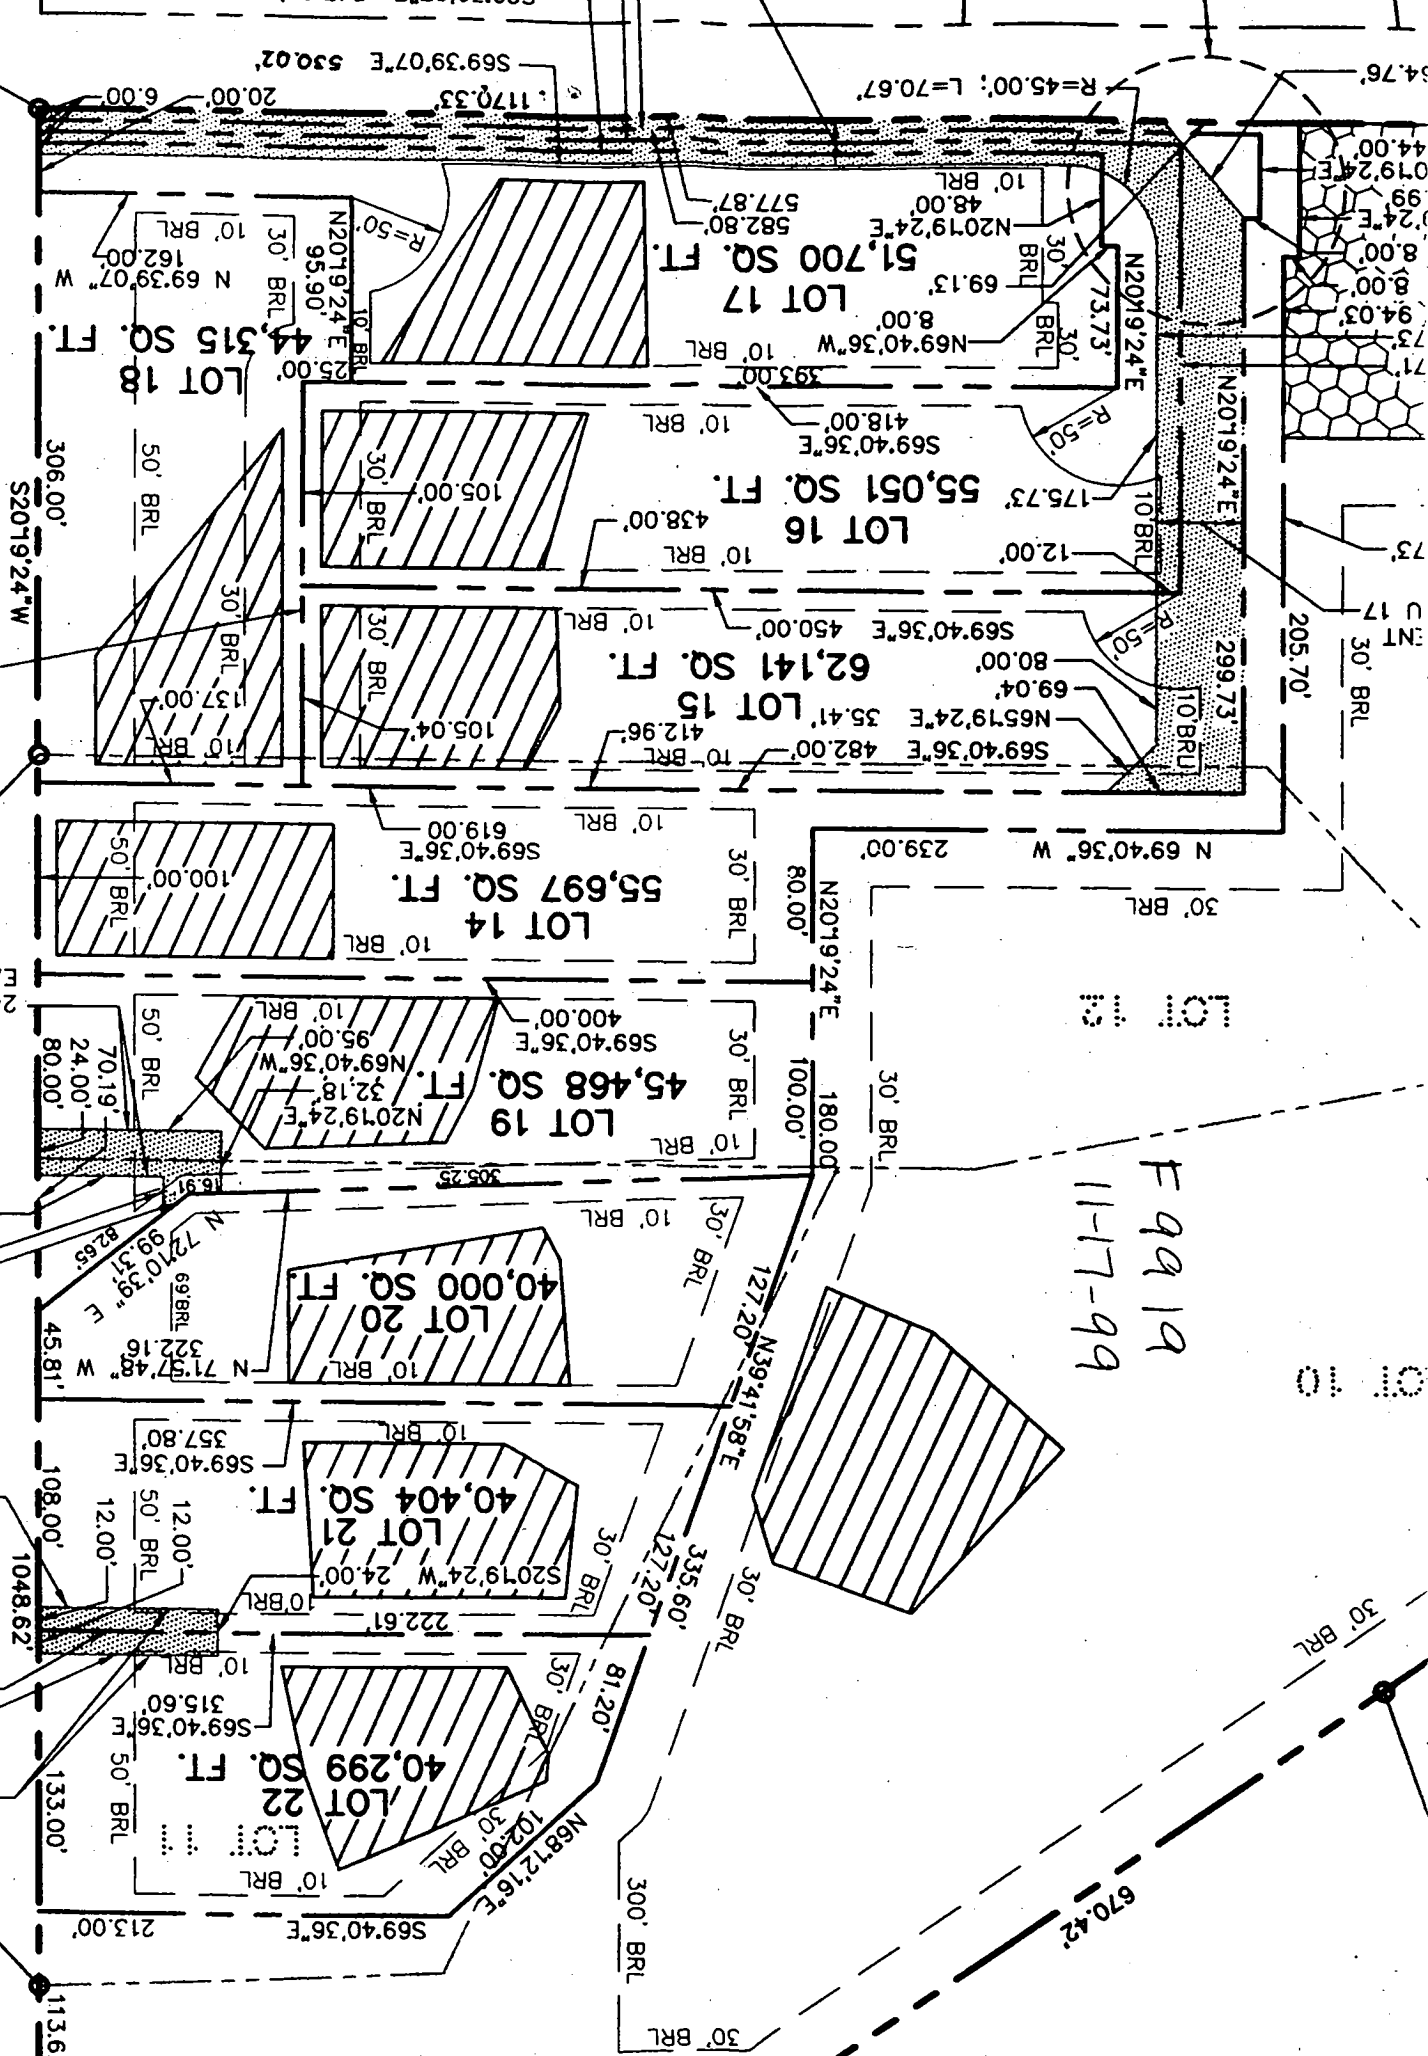 S69°39'07"E 530.02'
R=45.00'; L=70.67'
1170.33'
20.00'
6.00'
577.87'
582.80'
10' BRL
48.00'
N20°19'24"E
LOT 17
51,700 SQ. FT.
R=50'
30' BRL
69.13'
8.00'
N69°40'36"W
30' BRL
73.73'
N20°19'24"E
10' BRL
393.00'
10' BRL
30' BRL
162.00'
N 69°39'07" W
N20°19'24"E
95.90'
10' BRL
25.00'
LOT 18
44,315 SQ. FT.
306.00'
S20°19'24"W
50' BRL
30' BRL
137.00'
10' BRL
10' BRL
418.00'
S69°40'36"E
R=50'
LOT 16
55,051 SQ. FT.
30' BRL
105.00'
175.73'
10' BRL
438.00'
10' BRL
12.00'
N20°19'24"E
299.73'
205.70'
30' BRL
10' BRL
S69°40'36"E 450.00'
R=50'
LOT 15
62,141 SQ. FT.
30' BRL
105.04'
80.00'
69.04'
N65°19'24"E 35.41'
10' BRL
S69°40'36"E 482.00'
412.96'
10' BRL
N 69°40'36" W 239.00'
30' BRL
10' BRL
619.00
S69°40'36"E
LOT 14
55,697 SQ. FT.
50' BRL
100.00'
30' BRL
10' BRL
80.00'
N20°19'24"E
100.00'
180.00'
30' BRL
LOT 12
F 99 19
11-17-99
400.00'
S69°40'36"E
LOT 19
45,468 SQ. FT.
50' BRL
10' BRL
95.00'
N69°40'36"W
32.18'
N20°19'24"E
30' BRL
10' BRL
70.19'
24.00'
80.00'
305.25'
16.91
82.65'
99.31'
N 72°10'39" E
69.BRL
10' BRL
30' BRL
LOT 20
40,000 SQ. FT.
322.16
N 71°57'48" W
10' BRL
45.81'
127.20'
N39°41'58"E
357.80'
S69°40'36"E
10' BRL
LOT 21
40,404 SQ. FT.
50' BRL
12.00'
12.00'
S20°19'24"W 24.00'
10' BRL
222.61'
30' BRL
127.20'
335.60'
30' BRL
108.00'
1048.62'
10' BRL
315.60'
S69°40'36"E
LOT 22
40,299 SQ. FT.
50' BRL
30' BRL
81.20'
133.00'
LOT 11
30' BRL
102.00'
N68°12'16"E
10' BRL
213.00'
S69°40'36"E
300' BRL
30' BRL
30' BRL
670.42'